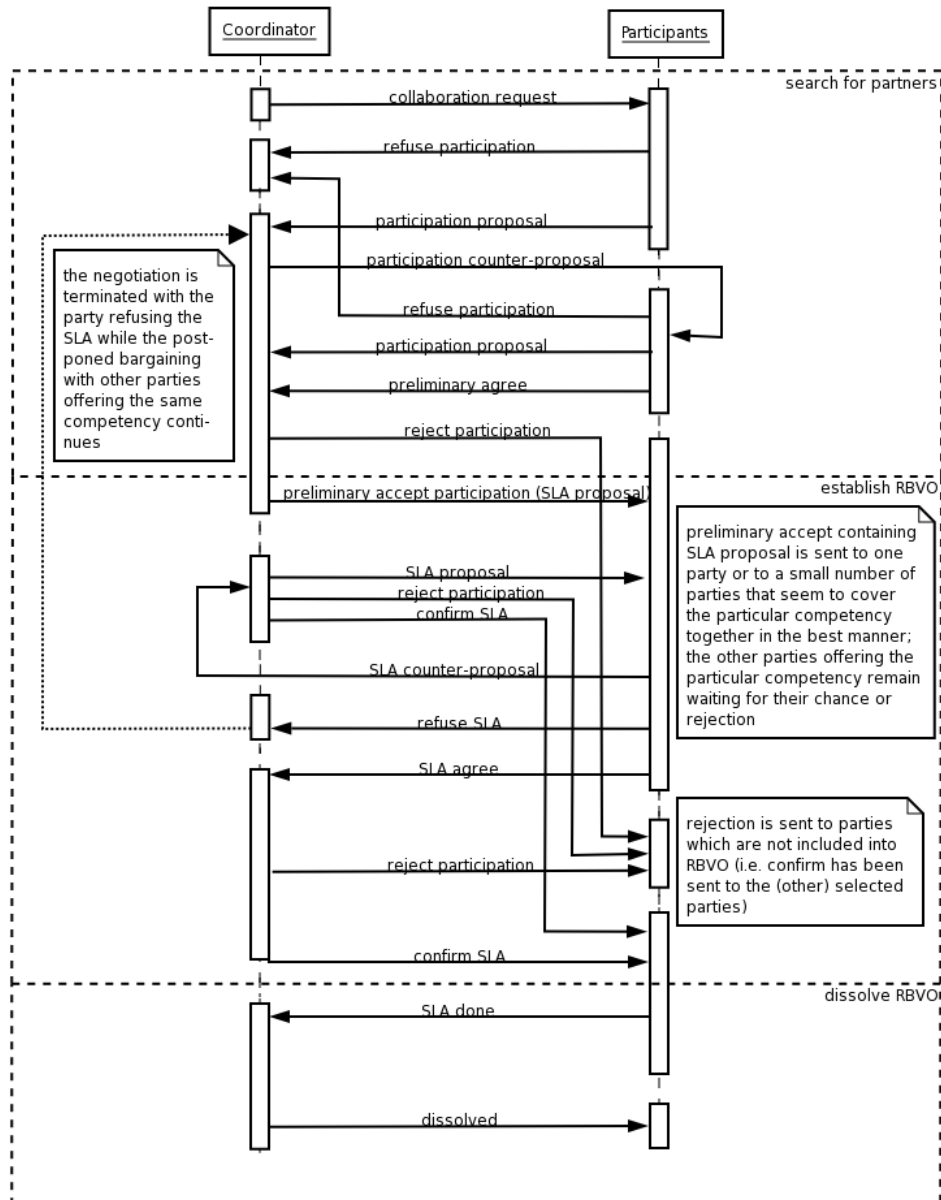 Coordinator
Participants
search for partners
collaboration request
refuse participation
participation proposal
participation counter-proposal
the negotiation is
terminated with the
party refusing the
SLA while the post-
poned bargaining
with other parties
offering the same
competency conti-
nues
refuse participation
participation proposal
preliminary agree
reject participation
establish RBVO
preliminary accept participation (SLA proposal)
preliminary accept containing
SLA proposal is sent to one
party or to a small number of
parties that seem to cover
the particular competency
together in the best manner;
the other parties offering the
particular competency remain
waiting for their chance or
rejection
SLA proposal
reject participation
confirm SLA
SLA counter-proposal
refuse SLA
SLA agree
rejection is sent to parties
which are not included into
RBVO (i.e. confirm has been
sent to the (other) selected
parties)
reject participation
confirm SLA
dissolve RBVO
SLA done
dissolved